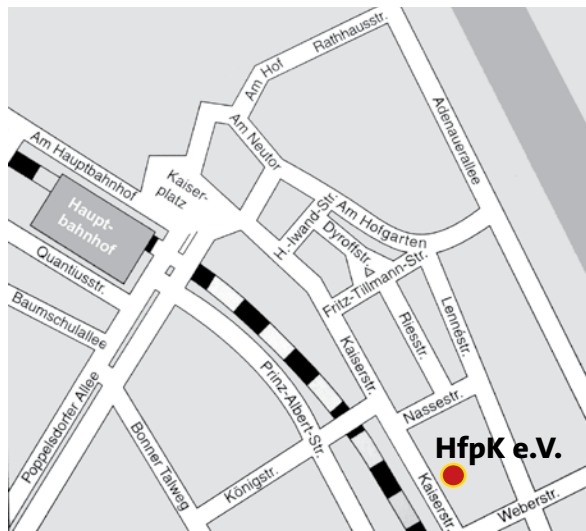 Rathhausstr.
Am Hof
Adenauerallee
Am Neutor
Am Hauptbahnhof
Kaiser-
platz
Haupt-
bahnhof
H.-Iwand-Str.
Am Hofgarten
Dyroffstr.
Quantiusstr.
Fritz-Tillmann-Str.
Baumschulallee
Kaiserstr.
Riesstr.
Lennéstr.
Prinz-Albert-Str.
Poppelsdorfer Allee
Nassestr.
Bonner Talweg
HfpK e.V.
Königstr.
Kaiserstr.
Weberstr.